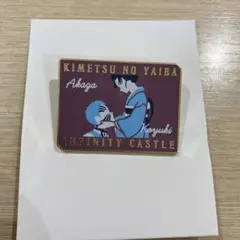 KIMETSU NO YAIBA
Akaza
Koyuki
INFINITY CASTLE